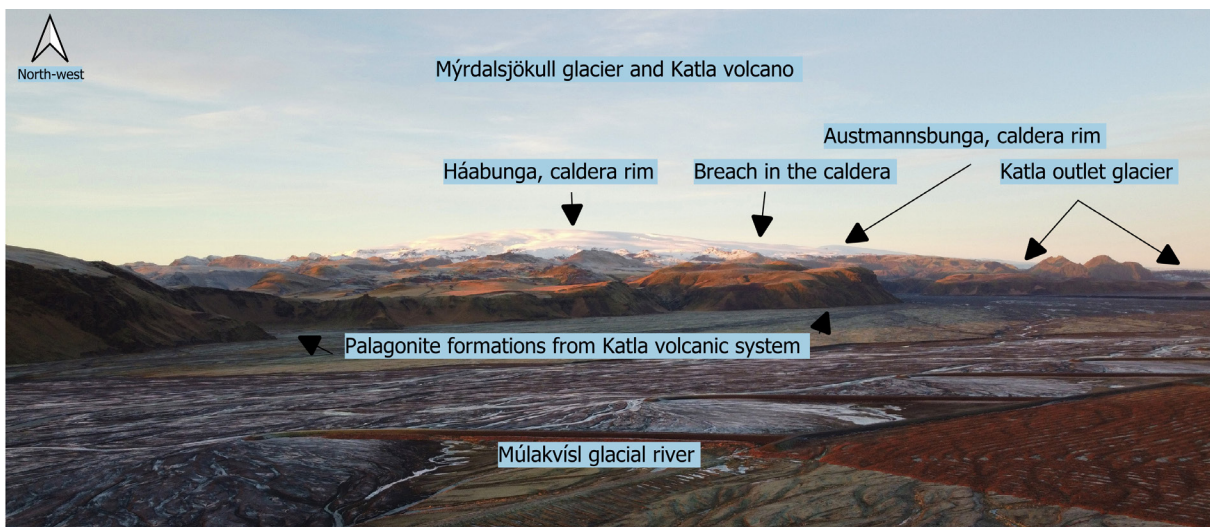 North-west
Mýrdalsjökull glacier and Katla volcano
Austmannsbunga, caldera rim
Háabunga, caldera rim
Breach in the caldera
Katla outlet glacier
Palagonite formations from Katla volcanic system
Múlakvísl glacial river